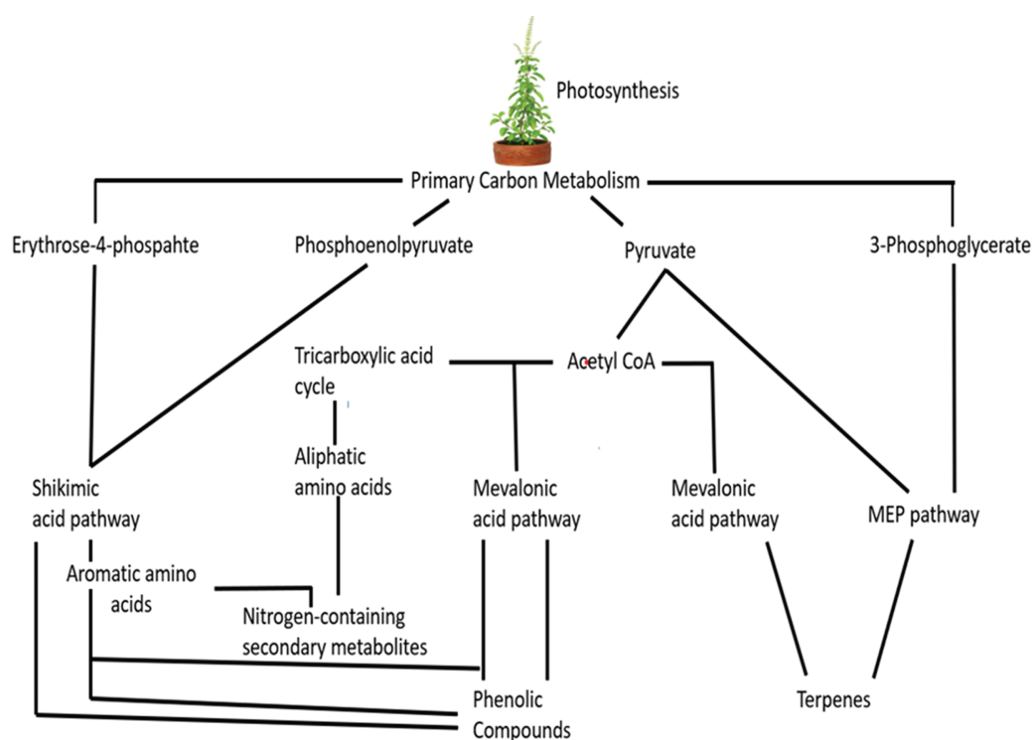 Photosynthesis
Primary Carbon Metabolism
Erythrose-4-phospahte
Phosphoenolpyruvate
Pyruvate
3-Phosphoglycerate
Tricarboxylic acid
cycle
Acetyl CoA
Aliphatic
amino acids
Shikimic
acid pathway
Mevalonic
acid pathway
Mevalonic
acid pathway
MEP pathway
Aromatic amino
acids
Nitrogen-containing
secondary metabolites
Phenolic
Compounds
Terpenes